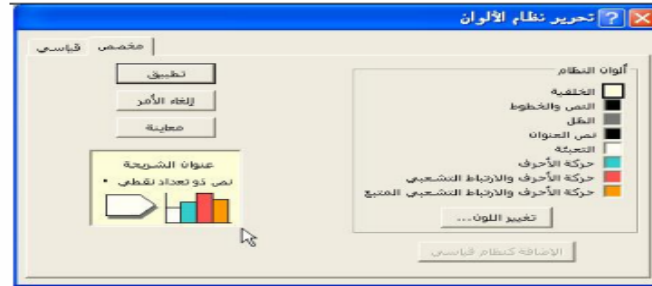 تحرير نظام الألوان
قياسي
مخصص
ألوان النظام
الخلفية
النص والخطوط
الظل
نص العنوان
التعبئة
حركة الأحرف
حركة الأحرف والارتباط التشعبي
حركة الأحرف والارتباط التشعبي المتبع
تغيير اللون...
الإضافة كنظام قياسي
تطبيق
إلغاء الأمر
معاينة
عنوان الشريحة
• نص ذو تعداد نقطي